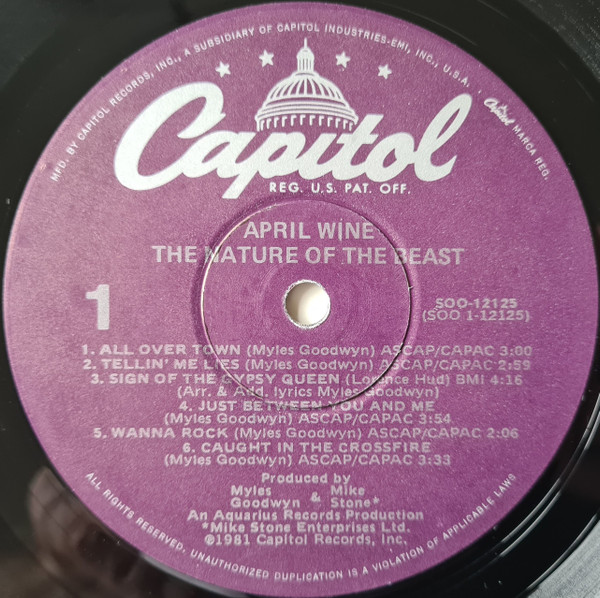 MFD. BY CAPITOL RECORDS, INC., A SUBSIDIARY OF CAPITOL INDUSTRIES-EMI, INC., U.S.A.
Capitol MARCA REG.
Capitol
REG. U.S. PAT. OFF.
APRIL WINE
THE NATURE OF THE BEAST
1
SOO-12125
(SOO 1-12125)
1. ALL OVER TOWN (Myles Goodwyn) ASCAP/CAPAC 3:00
2. TELLIN' ME LIES (Myles Goodwyn) ASCAP/CAPAC 2:59
3. SIGN OF THE GYPSY QUEEN (Lorence Hud) BMI 4:16
(Arr. & Add. lyrics Myles Goodwyn)
4. JUST BETWEEN YOU AND ME
(Myles Goodwyn) ASCAP/CAPAC 3:54
5. WANNA ROCK (Myles Goodwyn) ASCAP/CAPAC 2:06
6. CAUGHT IN THE CROSSFIRE
(Myles Goodwyn) ASCAP/CAPAC 3:33
Produced by
Myles Goodwyn & Mike Stone*
An Aquarius Records Production
*Mike Stone Enterprises Ltd.
℗1981 Capitol Records, Inc.
ALL RIGHTS RESERVED. UNAUTHORIZED DUPLICATION IS A VIOLATION OF APPLICABLE LAWS